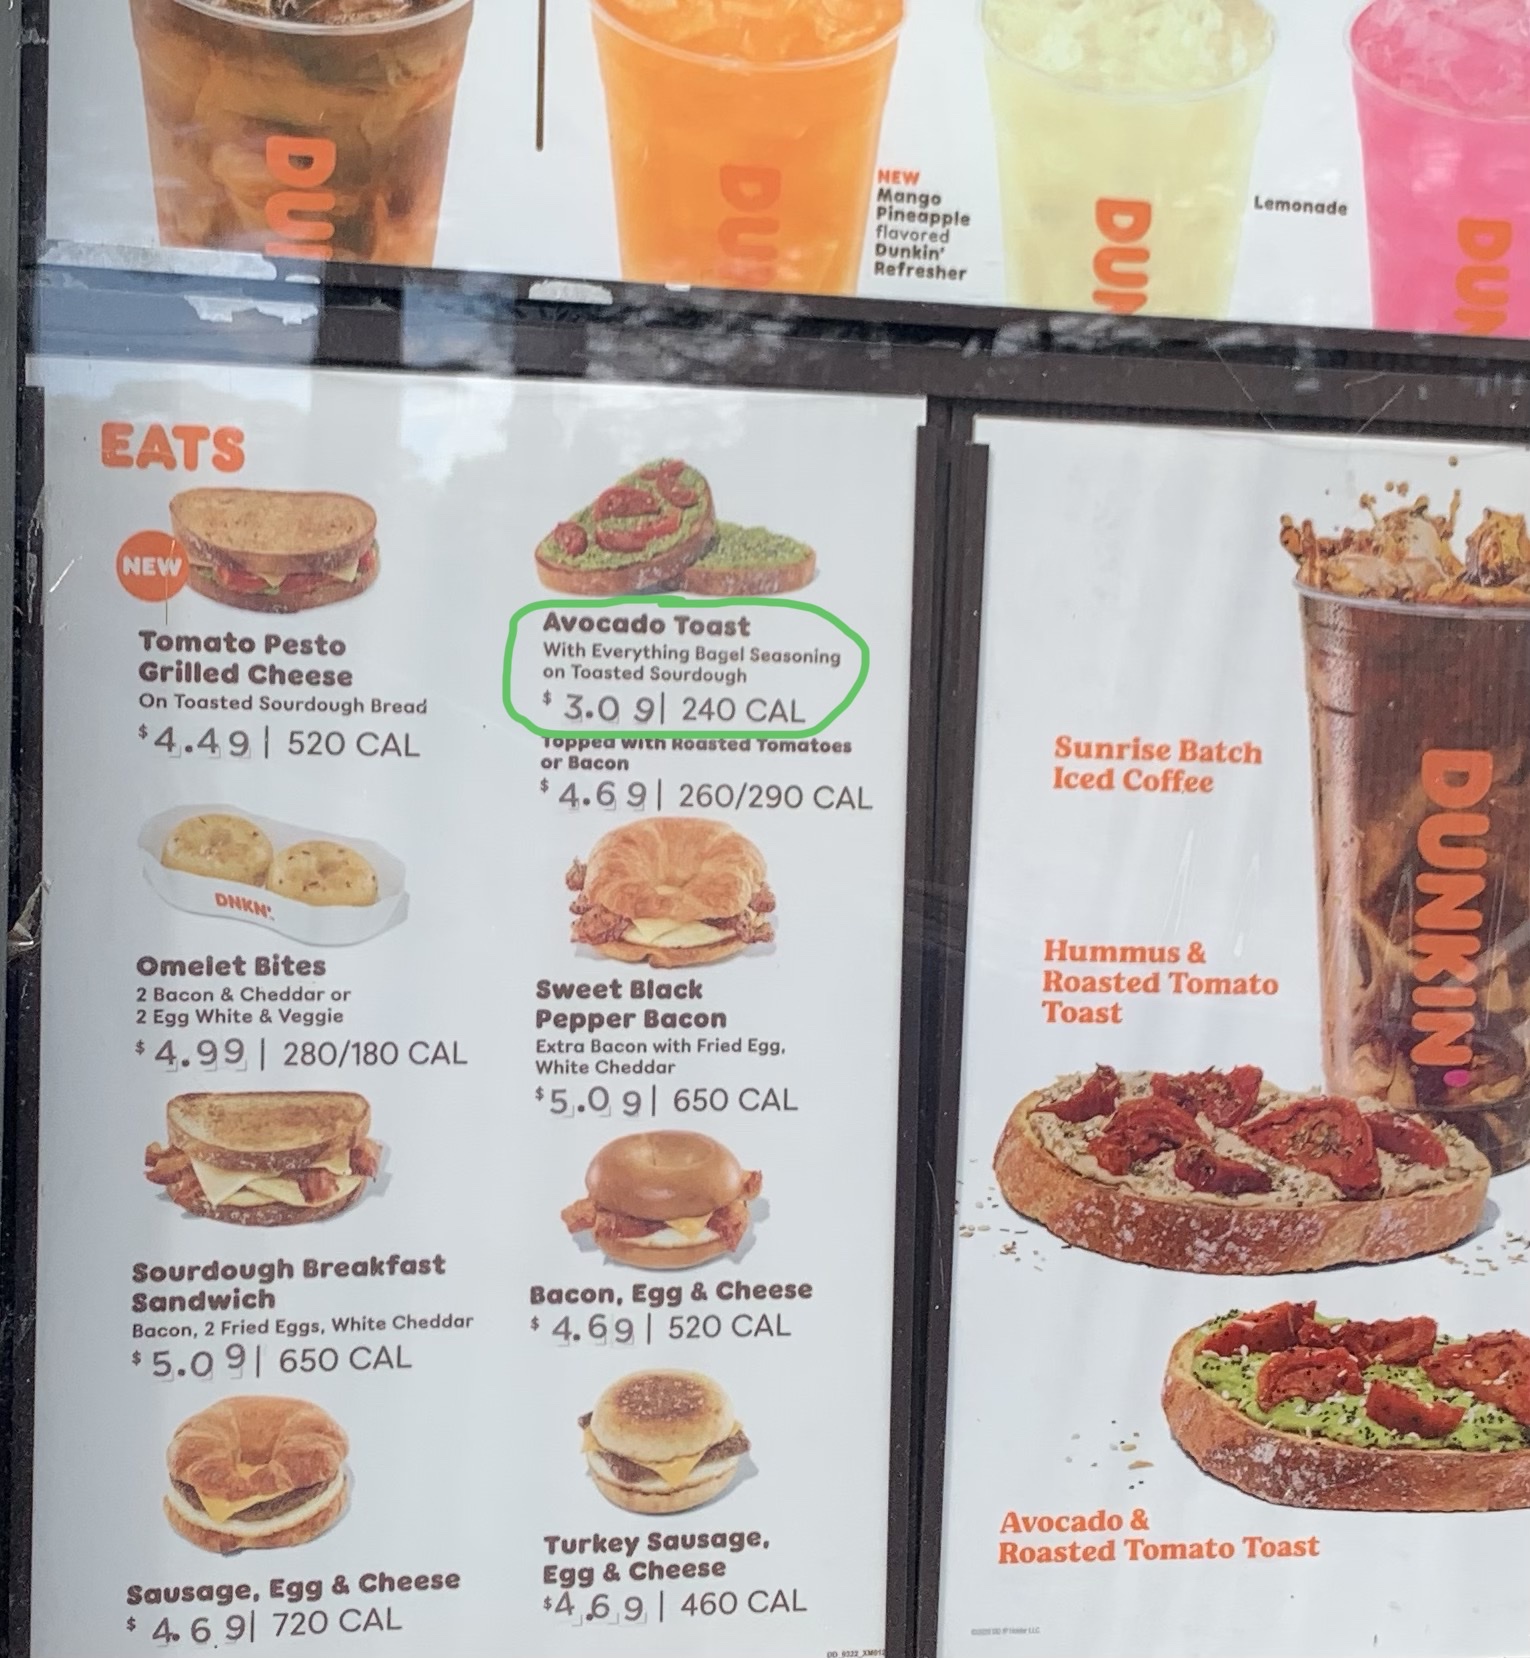 DUN
DUN
NEW
Mango
Pineapple
flavored
Dunkin'
Refresher
DUN
Lemonade
DUN
EATS
NEW
Tomato Pesto
Grilled Cheese
On Toasted Sourdough Bread
$4.49 | 520 CAL
Avocado Toast
With Everything Bagel Seasoning
on Toasted Sourdough
$3.09 | 240 CAL
Topped with Roasted Tomatoes
or Bacon
$4.69 | 260/290 CAL
DNKN'
Omelet Bites
2 Bacon & Cheddar or
2 Egg White & Veggie
$4.99 | 280/180 CAL
Sweet Black
Pepper Bacon
Extra Bacon with Fried Egg,
White Cheddar
$5.09 | 650 CAL
Sourdough Breakfast
Sandwich
Bacon, 2 Fried Eggs, White Cheddar
$5.09 | 650 CAL
Bacon, Egg & Cheese
$4.69 | 520 CAL
Sausage, Egg & Cheese
$4.69 | 720 CAL
Turkey Sausage,
Egg & Cheese
$4.69 | 460 CAL
Sunrise Batch
Iced Coffee
DUNKIN'
Hummus &
Roasted Tomato
Toast
Avocado &
Roasted Tomato Toast